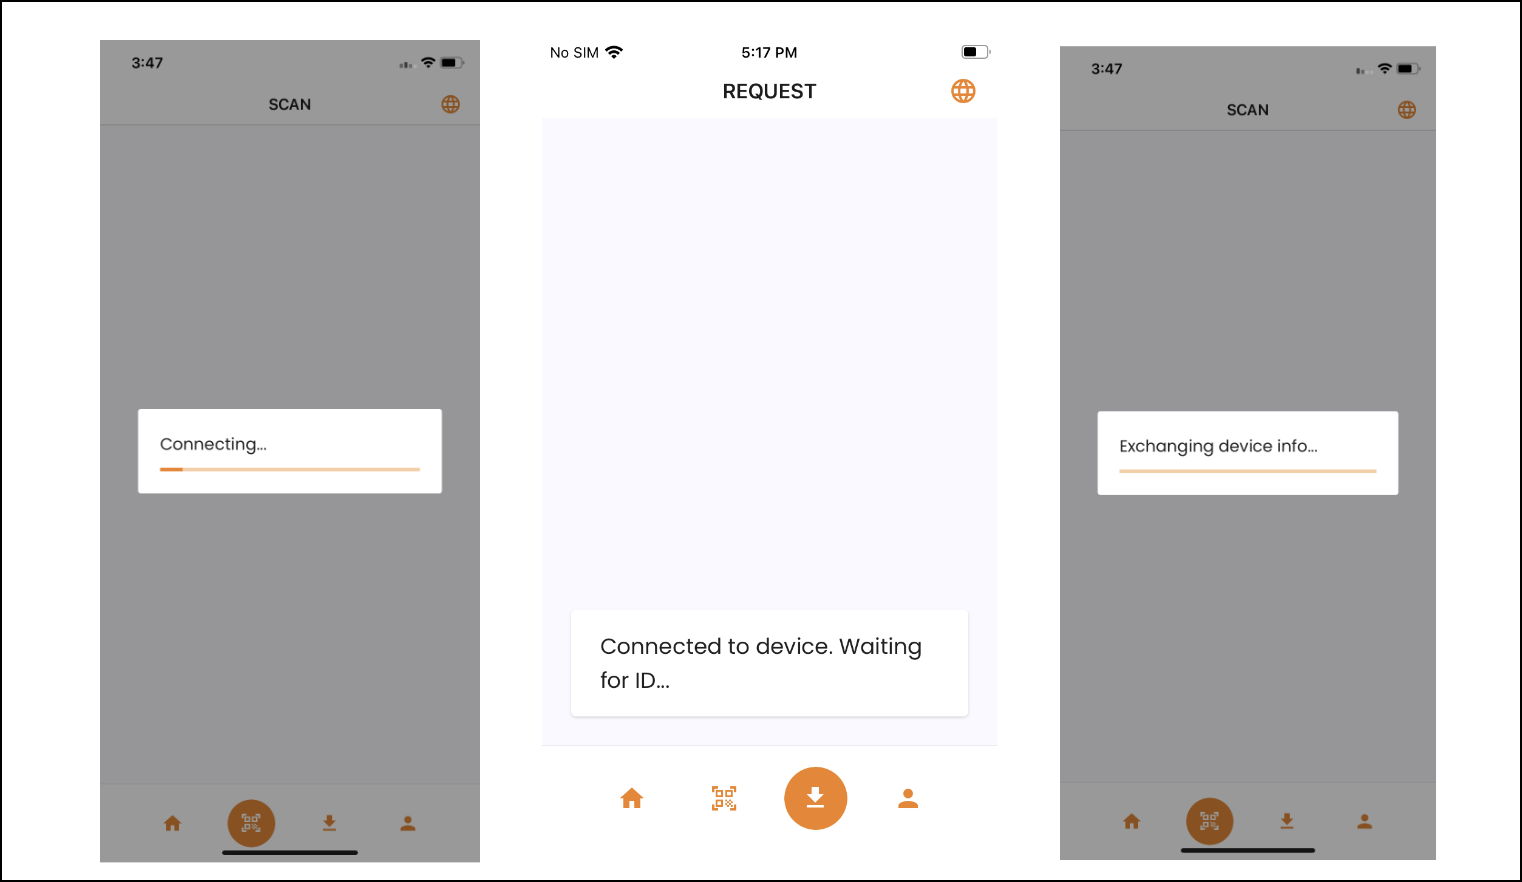 3:47
SCAN
Connecting...
No SIM
5:17 PM
REQUEST
Connected to device. Waiting
for ID...
3:47
SCAN
Exchanging device info...